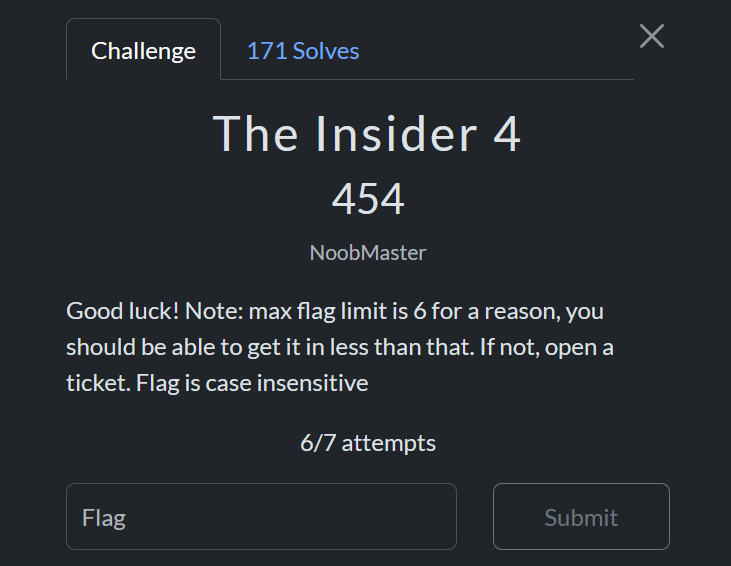 Challenge
171 Solves
The Insider 4
454
NoobMaster
Good luck! Note: max flag limit is 6 for a reason, you
should be able to get it in less than that. If not, open a
ticket. Flag is case insensitive
6/7 attempts
Flag
Submit